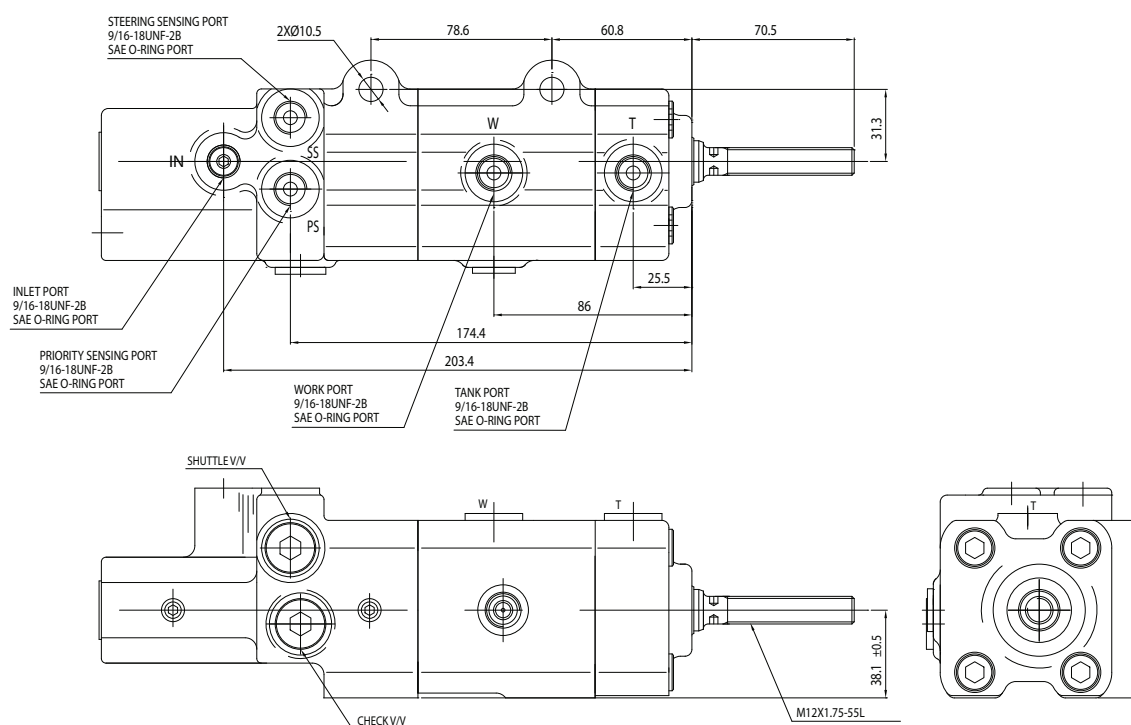 STEERING SENSING PORT
9/16-18UNF-2B
SAE O-RING PORT
2XØ10.5
78.6
60.8
70.5
31.3
W
T
IN
SS
PS
25.5
86
174.4
203.4
INLET PORT
9/16-18UNF-2B
SAE O-RING PORT
PRIORITY SENSING PORT
9/16-18UNF-2B
SAE O-RING PORT
WORK PORT
9/16-18UNF-2B
SAE O-RING PORT
TANK PORT
9/16-18UNF-2B
SAE O-RING PORT
SHUTTLE V/V
W
T
T
38.1 ±0.5
M12X1.75-55L
CHECK V/V